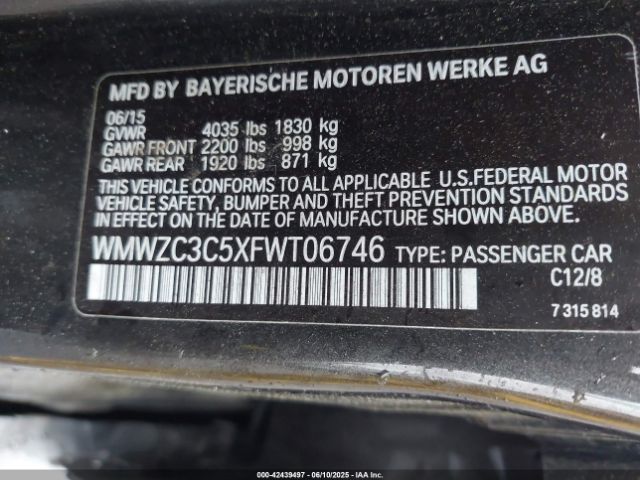 MFD BY BAYERISCHE MOTOREN WERKE AG
06/15
GVWR 4035 lbs 1830 kg
GAWR FRONT 2200 lbs 998 kg
GAWR REAR 1920 lbs 871 kg
THIS VEHICLE CONFORMS TO ALL APPLICABLE U.S.FEDERAL MOTOR
VEHICLE SAFETY, BUMPER AND THEFT PREVENTION STANDARDS
IN EFFECT ON THE DATE OF MANUFACTURE SHOWN ABOVE.
WMWZC3C5XFWT06746 TYPE: PASSENGER CAR
C12/8
7 315 814
000-42439497 - 06/10/2025 - IAAI.COM